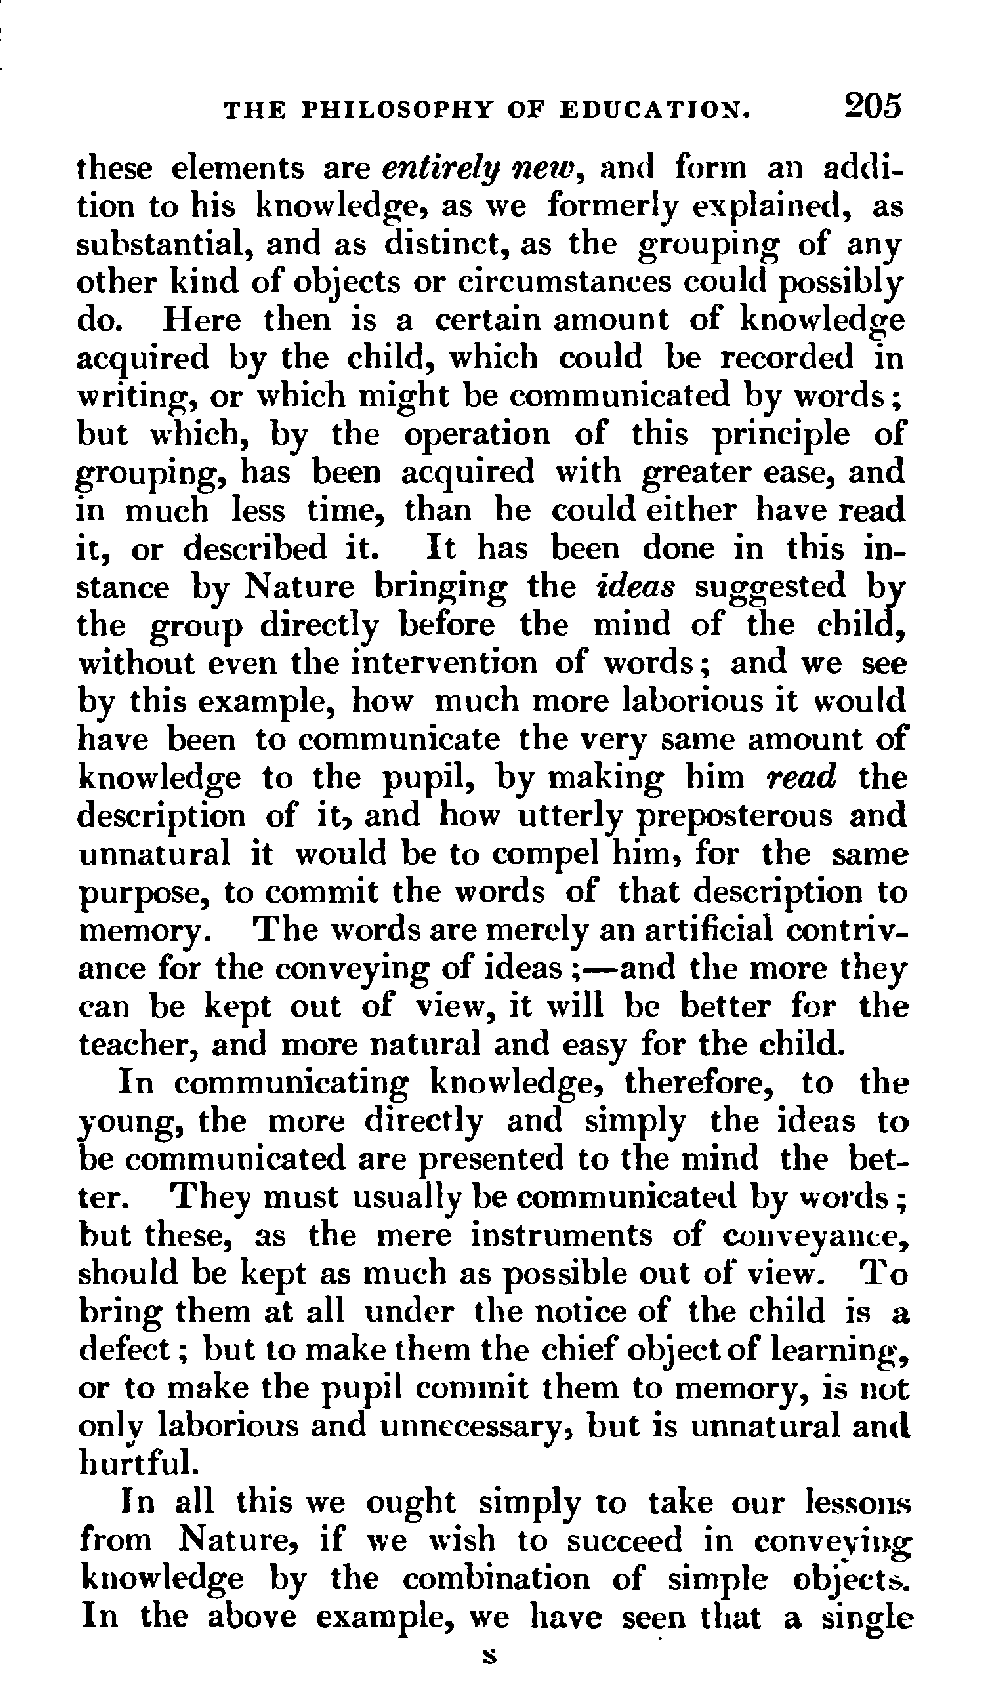 THE PHILOSOPHY OF EDUCATION. 205
these elements are entirely new, and form an addi-
tion to his knowledge, as we formerly explained, as
substantial, and as distinct, as the grouping of any
other kind of objects or circumstances could possibly
do. Here then is a certain amount of knowledge
acquired by the child, which could be recorded in
writing, or which might be communicated by words;
but which, by the operation of this principle of
grouping, has been acquired with greater ease, and
in much less time, than he could either have read
it, or described it. It has been done in this in-
stance by Nature bringing the ideas suggested by
the group directly before the mind of the child,
without even the intervention of words; and we see
by this example, how much more laborious it would
have been to communicate the very same amount of
knowledge to the pupil, by making him read the
description of it, and how utterly preposterous and
unnatural it would be to compel him, for the same
purpose, to commit the words of that description to
memory. The words are merely an artificial contriv-
ance for the conveying of ideas;—and the more they
can be kept out of view, it will be better for the
teacher, and more natural and easy for the child.
In communicating knowledge, therefore, to the
young, the more directly and simply the ideas to
be communicated are presented to the mind the bet-
ter. They must usually be communicated by words;
but these, as the mere instruments of conveyance,
should be kept as much as possible out of view. To
bring them at all under the notice of the child is a
defect; but to make them the chief object of learning,
or to make the pupil commit them to memory, is not
only laborious and unnecessary, but is unnatural and
hurtful.
In all this we ought simply to take our lessons
from Nature, if we wish to succeed in conveying
knowledge by the combination of simple objects.
In the above example, we have seen that a single
S